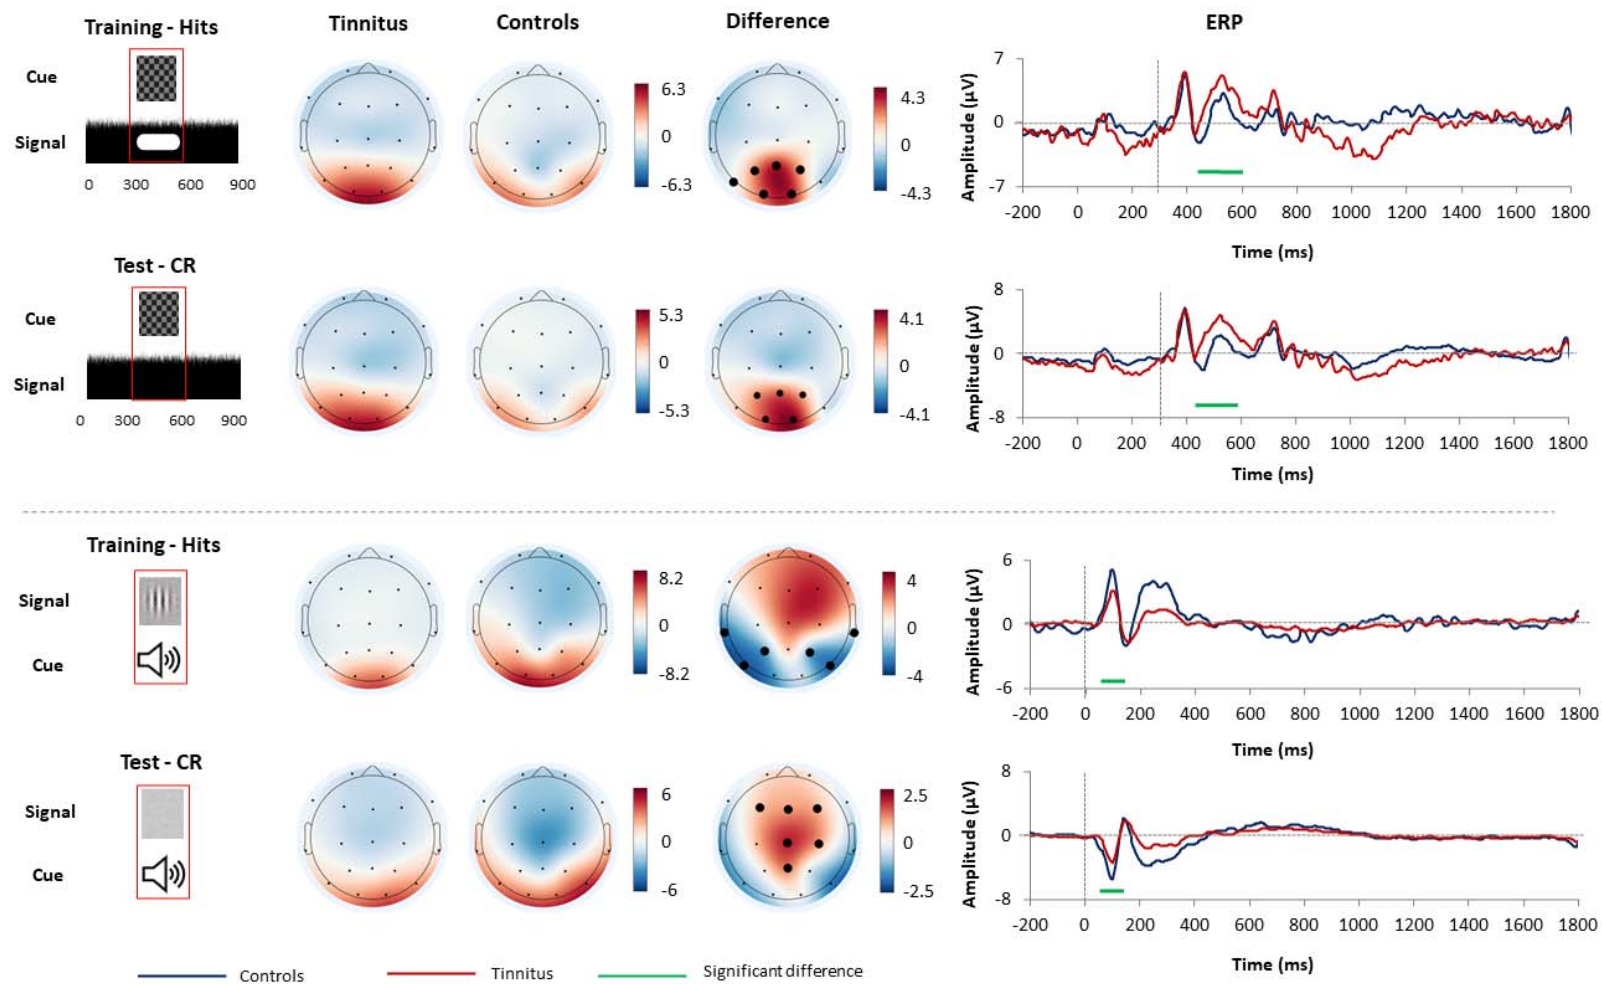 Tinnitus Controls Difference ERP
Training - Hits
Cue
Signal
0 300 600 900
6.3
0
-6.3
4.3
0
-4.3
Amplitude (µV)
7
0
-7
-200 0 200 400 600 800 1000 1200 1400 1600 1800
Time (ms)
Test - CR
Cue
Signal
0 300 600 900
5.3
0
-5.3
4.1
0
-4.1
Amplitude (µV)
8
0
-8
-200 0 200 400 600 800 1000 1200 1400 1600 1800
Time (ms)
Training - Hits
Signal
Cue
8.2
0
-8.2
4
0
-4
Amplitude (µV)
6
0
-6
-200 0 200 400 600 800 1000 1200 1400 1600 1800
Time (ms)
Test - CR
Signal
Cue
6
0
-6
2.5
0
-2.5
Amplitude (µV)
8
0
-8
-200 0 200 400 600 800 1000 1200 1400 1600 1800
Time (ms)
Controls Tinnitus Significant difference